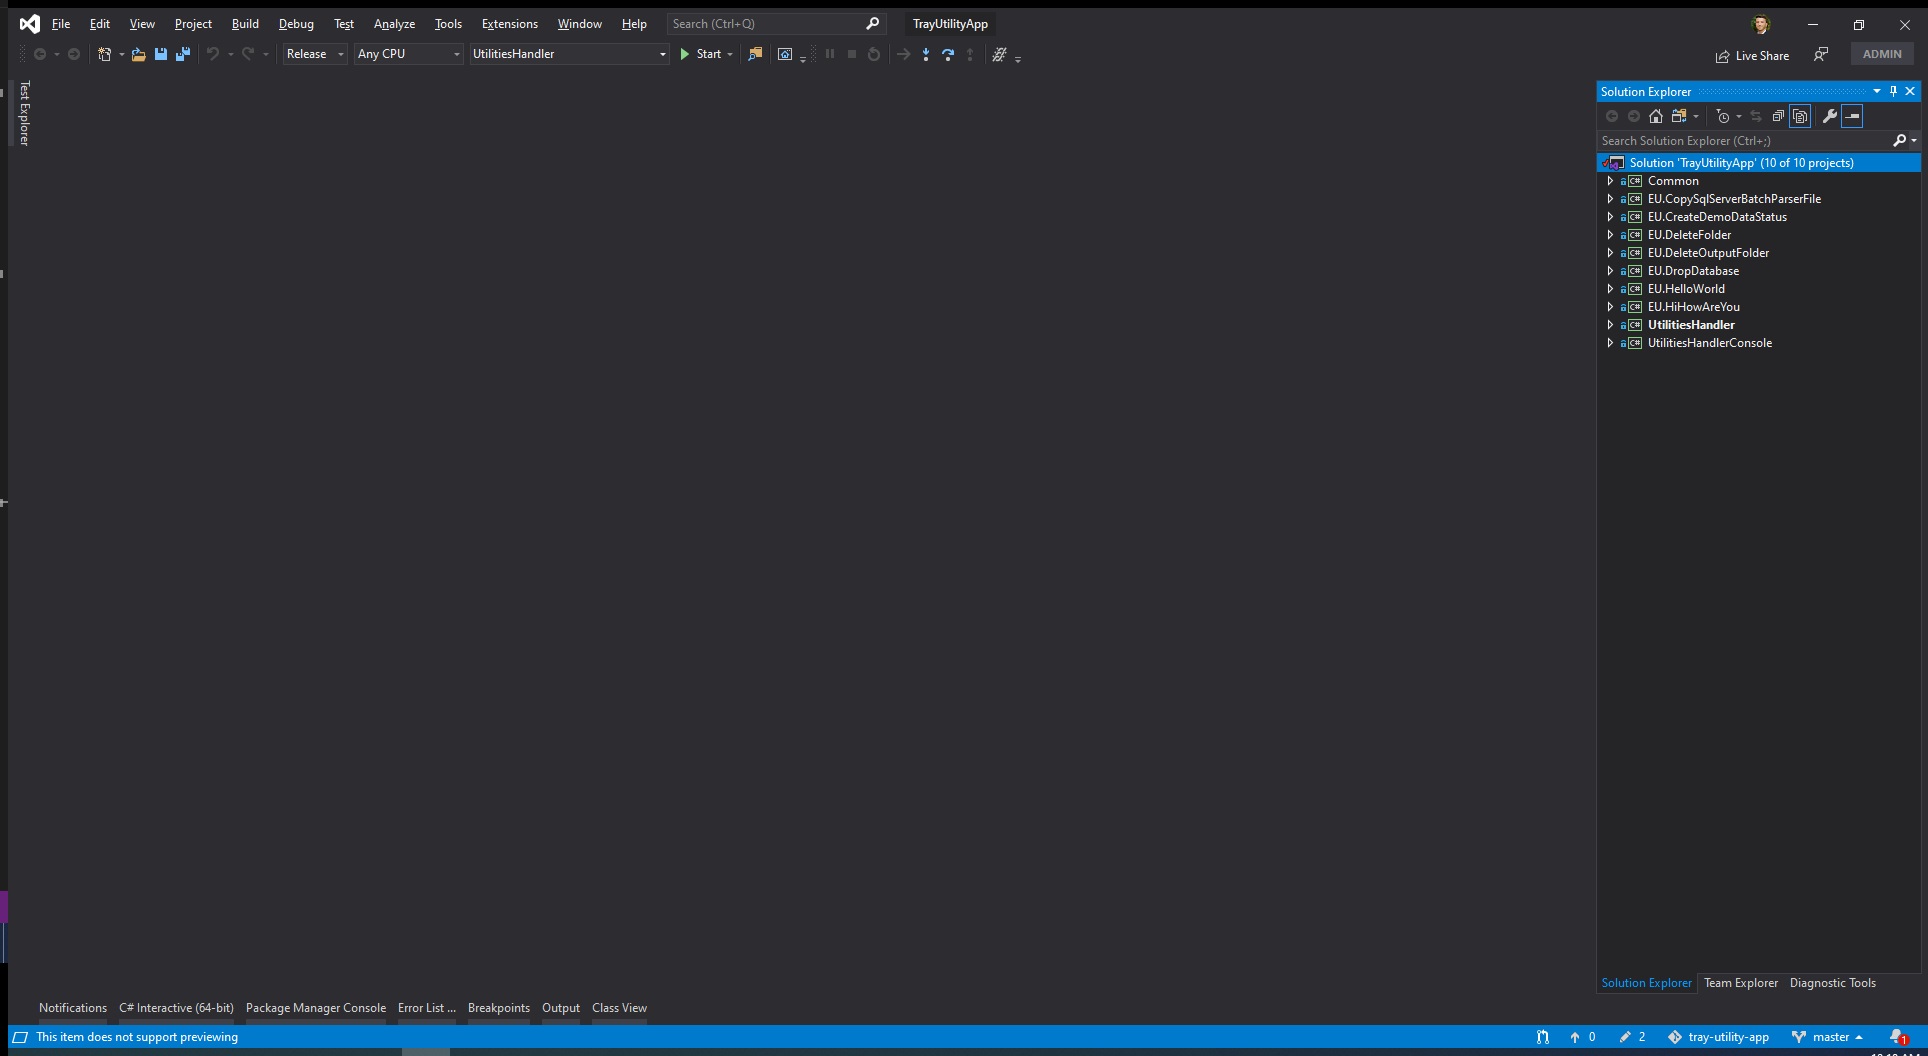 File Edit View Project Build Debug Test Analyze Tools Extensions Window Help Search (Ctrl+Q) TrayUtilityApp
Release Any CPU UtilitiesHandler Start Live Share ADMIN
Test Explorer
Solution Explorer
Search Solution Explorer (Ctrl+;)
Solution 'TrayUtilityApp' (10 of 10 projects)
C# Common
C# EU.CopySqlServerBatchParserFile
C# EU.CreateDemoDataStatus
C# EU.DeleteFolder
C# EU.DeleteOutputFolder
C# EU.DropDatabase
C# EU.HelloWorld
C# EU.HiHowAreYou
C# UtilitiesHandler
C# UtilitiesHandlerConsole
Solution Explorer Team Explorer Diagnostic Tools
Notifications C# Interactive (64-bit) Package Manager Console Error List ... Breakpoints Output Class View
This item does not support previewing 0 2 tray-utility-app master 1